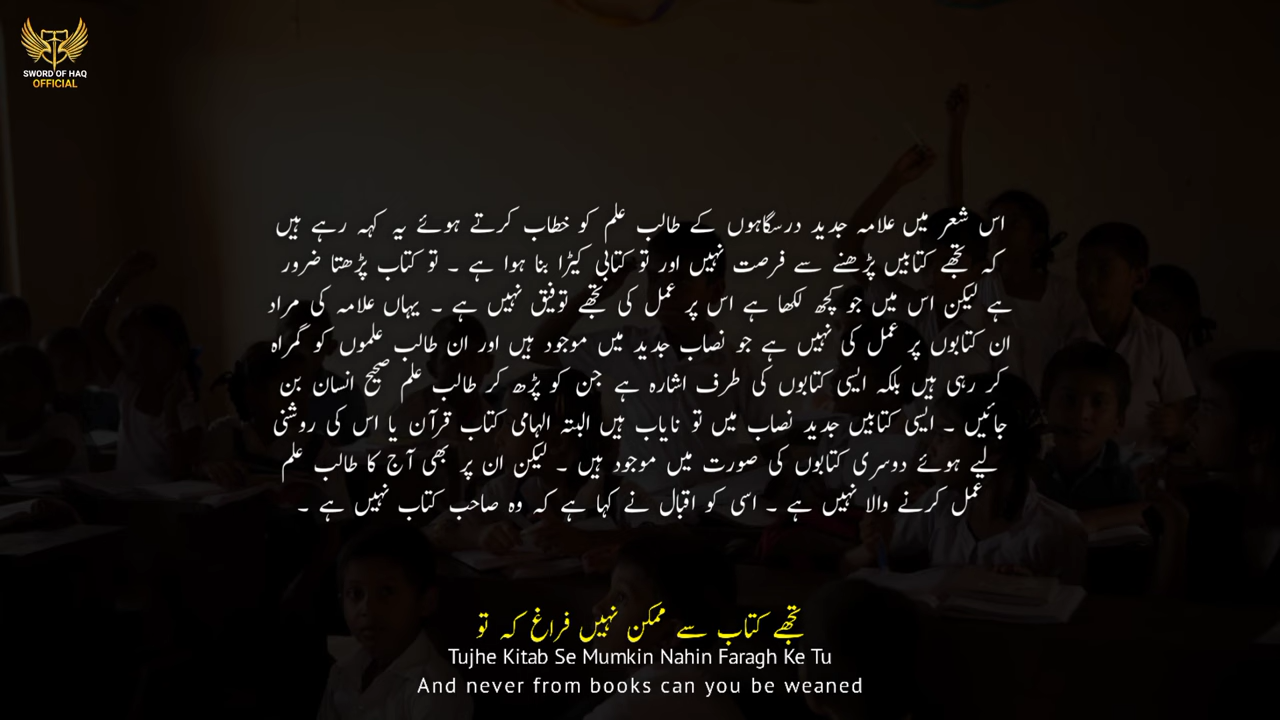 SWORD OF HAQ
OFFICIAL
اس شعر میں علامہ جدید درسگاہوں کے طالب علم کو خطاب کرتے ہوئے یہ کہہ رہے ہیں
کہ تجھے کتابیں پڑھنے سے فرصت نہیں اور تو کتابی کیڑا بنا ہوا ہے ۔ تو کتاب پڑھتا ضرور
ہے لیکن اس میں جو کچھ لکھا ہے اس پر عمل کی تجھے توفیق نہیں ہے ۔ یہاں علامہ کی مراد
ان کتابوں پر عمل کی نہیں ہے جو نصاب جدید میں موجود ہیں اور ان طالب علموں کو گمراہ
کر رہی ہیں بلکہ ایسی کتابوں کی طرف اشارہ ہے جن کو پڑھ کر طالب علم صحیح انسان بن
جائیں ۔ ایسی کتابیں جدید نصاب میں تو نایاب ہیں البتہ الہامی کتاب قرآن یا اس کی روشنی
لیے ہوئے دوسری کتابوں کی صورت میں موجود ہیں ۔ لیکن ان پر بھی آج کا طالب علم
عمل کرنے والا نہیں ہے ۔ اسی کو اقبال نے کہا ہے کہ وہ صاحب کتاب نہیں ہے ۔
تجھے کتاب سے ممکن نہیں فراغ کہ تو
Tujhe Kitab Se Mumkin Nahin Faragh Ke Tu
And never from books can you be weaned